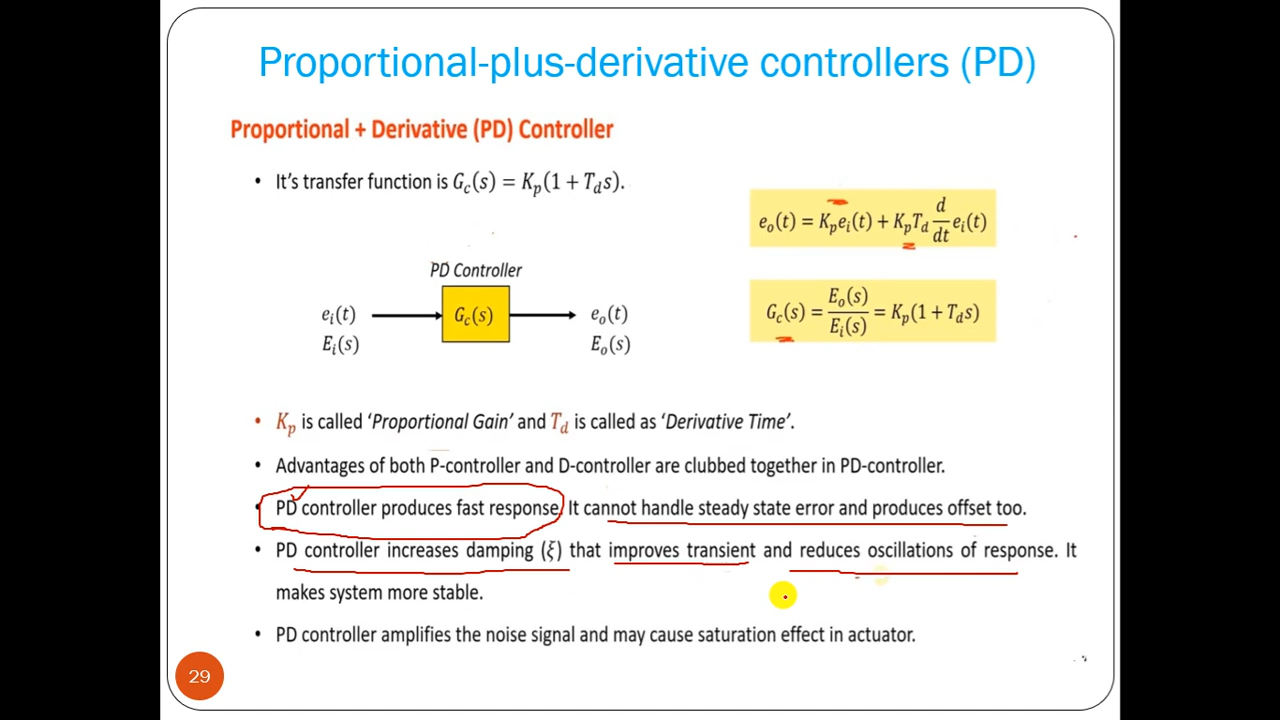 Proportional-plus-derivative controllers (PD)
Proportional + Derivative (PD) Controller
• It's transfer function is G_c(s) = K_p(1 + T_d s).
e_o(t) = K_p e_i(t) + K_p T_d d/dt e_i(t)
PD Controller
e_i(t) G_c(s) e_o(t)
E_i(s) E_o(s)
G_c(s) = E_o(s)/E_i(s) = K_p(1 + T_d s)
• K_p is called 'Proportional Gain' and T_d is called as 'Derivative Time'.
• Advantages of both P-controller and D-controller are clubbed together in PD-controller.
• PD controller produces fast response. It cannot handle steady state error and produces offset too.
• PD controller increases damping (ξ) that improves transient and reduces oscillations of response. It
makes system more stable.
• PD controller amplifies the noise signal and may cause saturation effect in actuator.
29